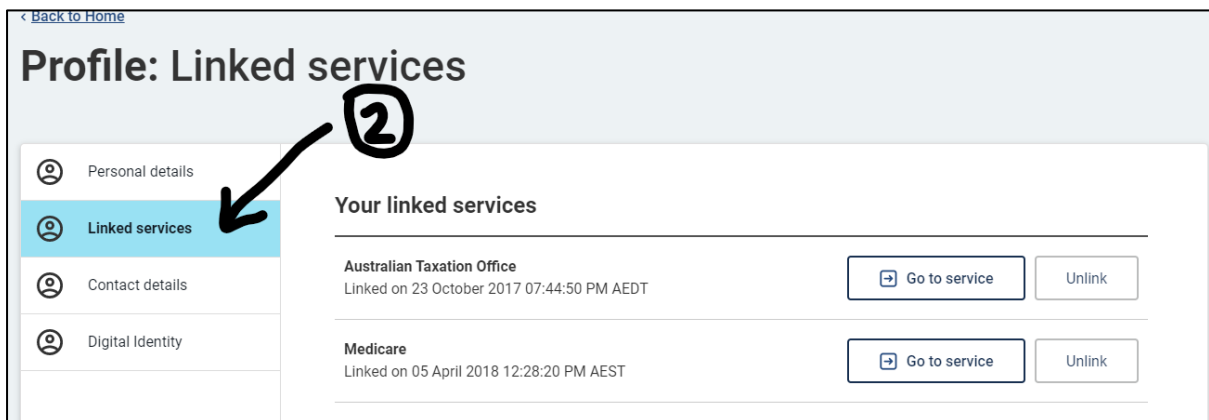 < Back to Home
Profile: Linked services
2
Personal details
Linked services
Contact details
Digital Identity
Your linked services
Australian Taxation Office
Linked on 23 October 2017 07:44:50 PM AEDT
Go to service
Unlink
Medicare
Linked on 05 April 2018 12:28:20 PM AEST
Go to service
Unlink